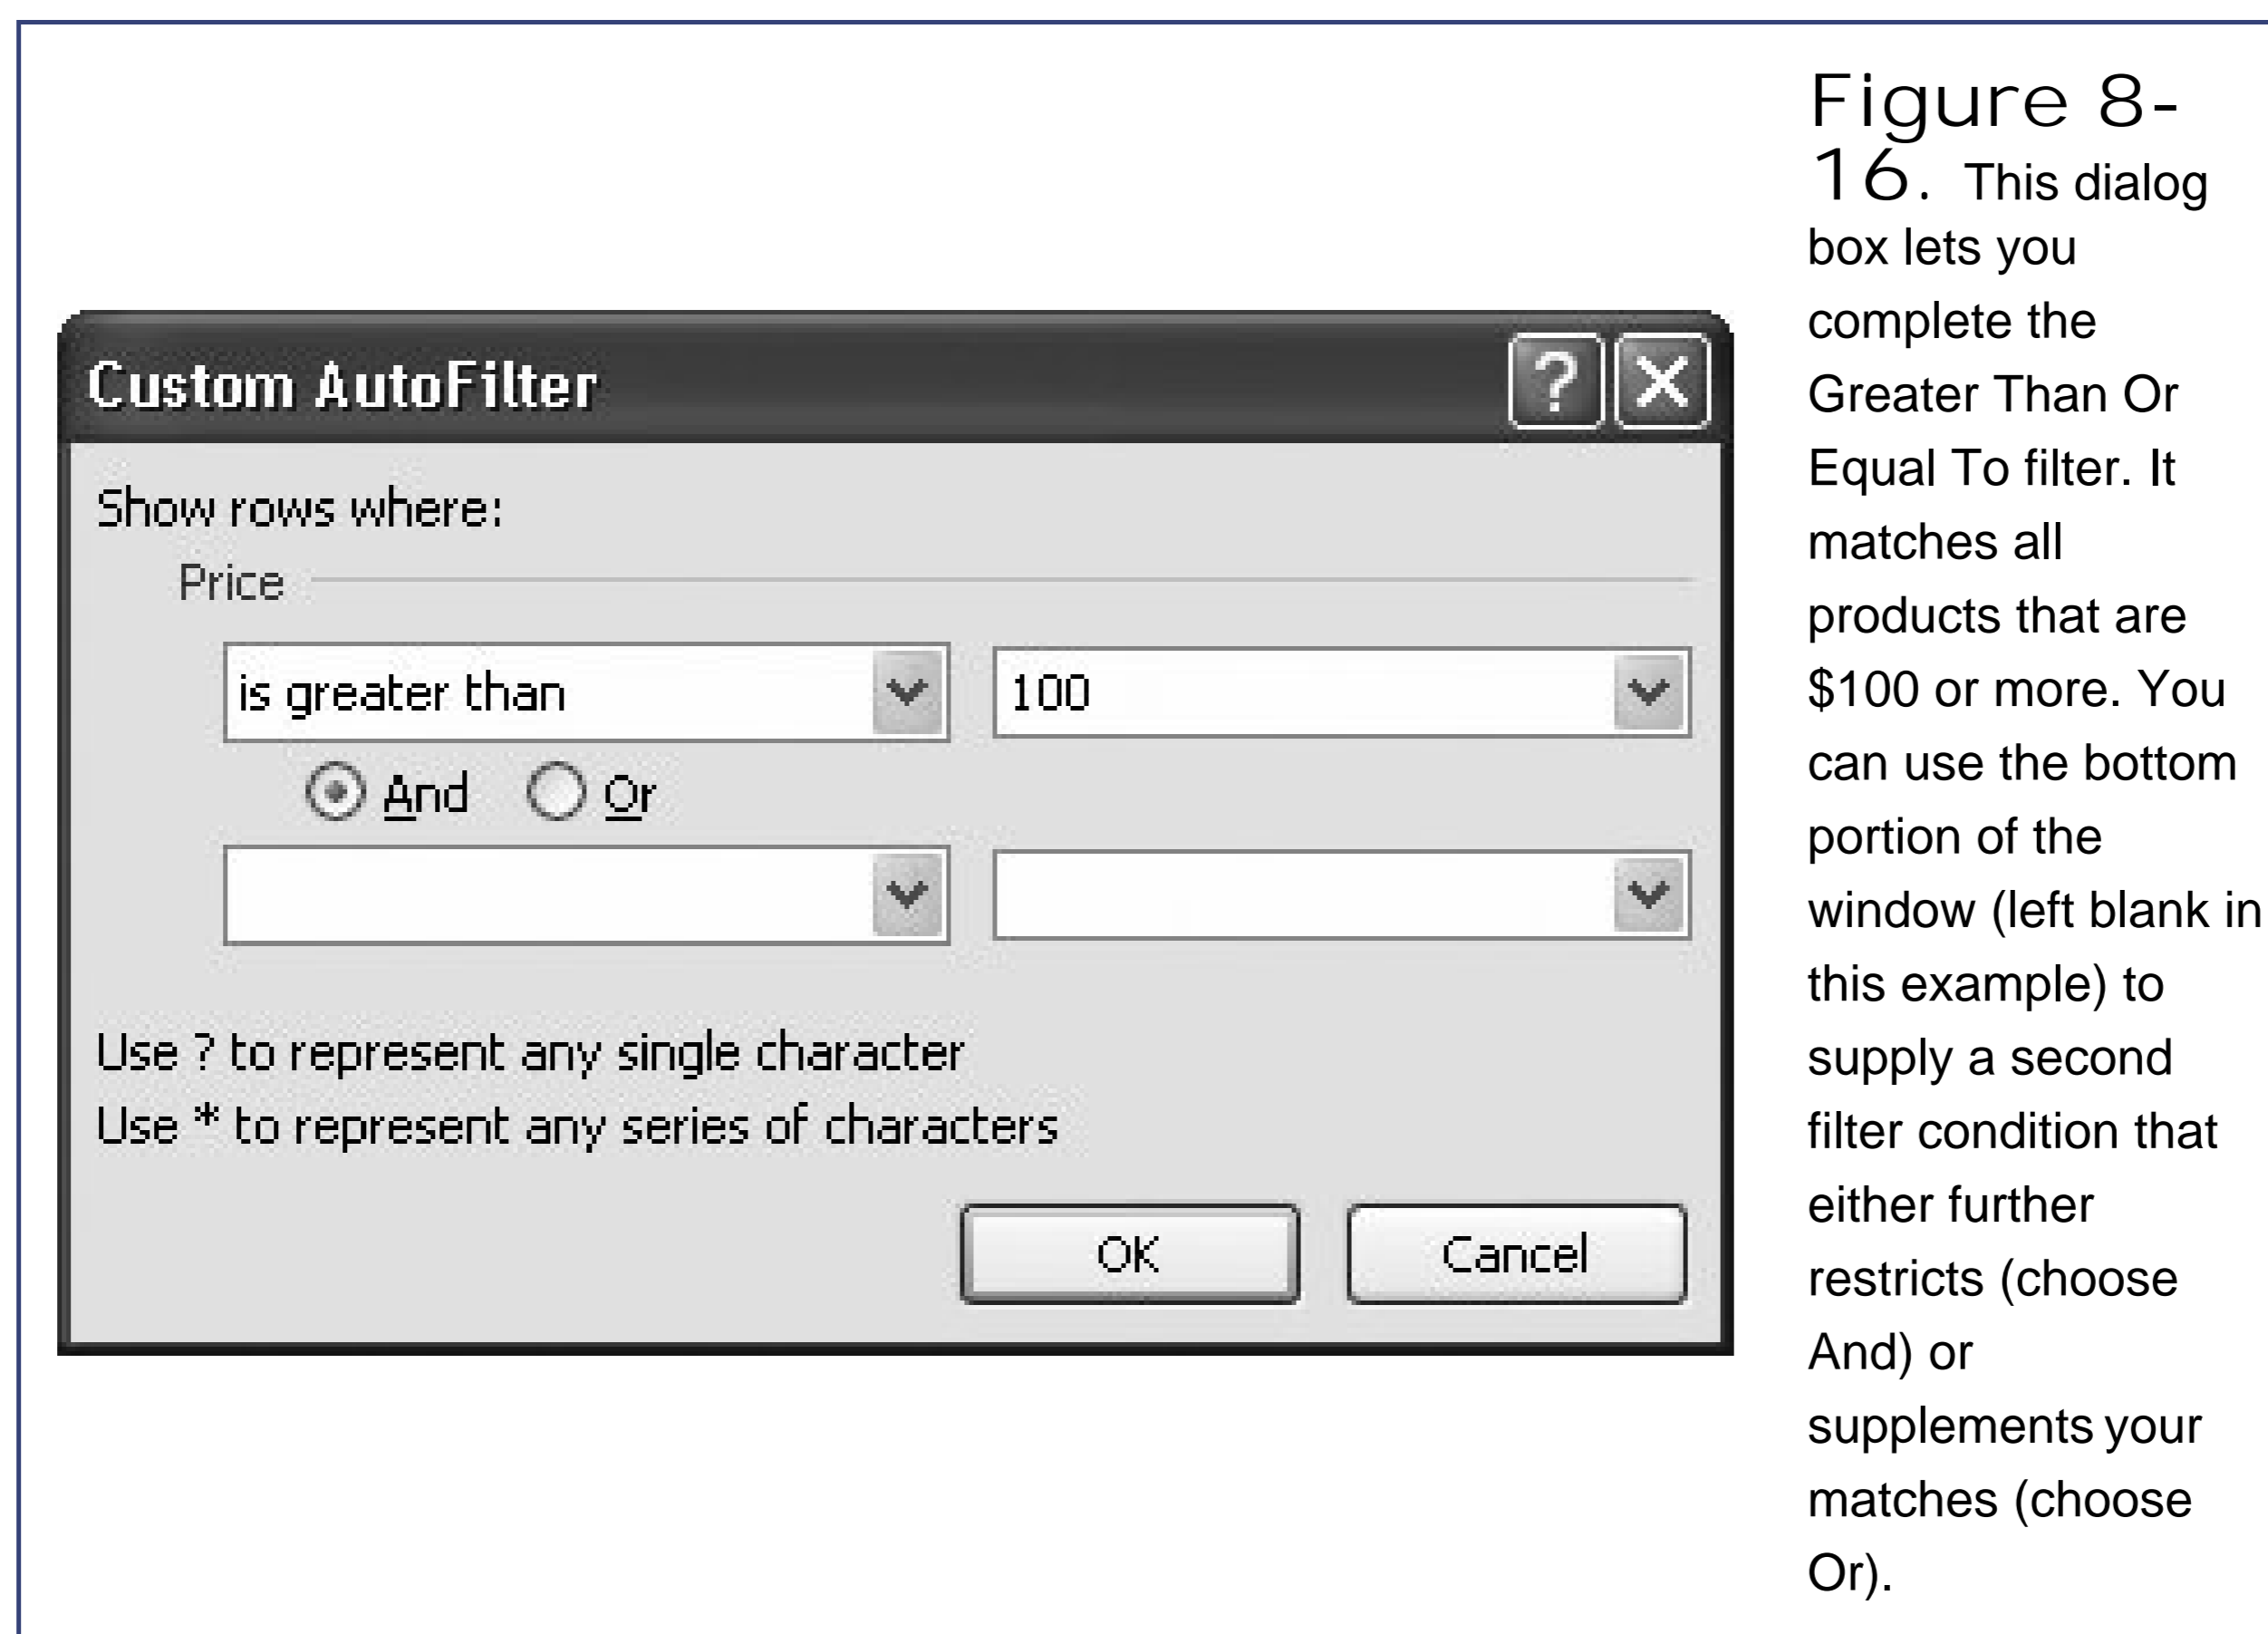 Custom AutoFilter
Show rows where:
Price
is greater than 100
And Or
Use ? to represent any single character
Use * to represent any series of characters
OK Cancel
Figure 8-
16. This dialog
box lets you
complete the
Greater Than Or
Equal To filter. It
matches all
products that are
$100 or more. You
can use the bottom
portion of the
window (left blank in
this example) to
supply a second
filter condition that
either further
restricts (choose
And) or
supplements your
matches (choose
Or).